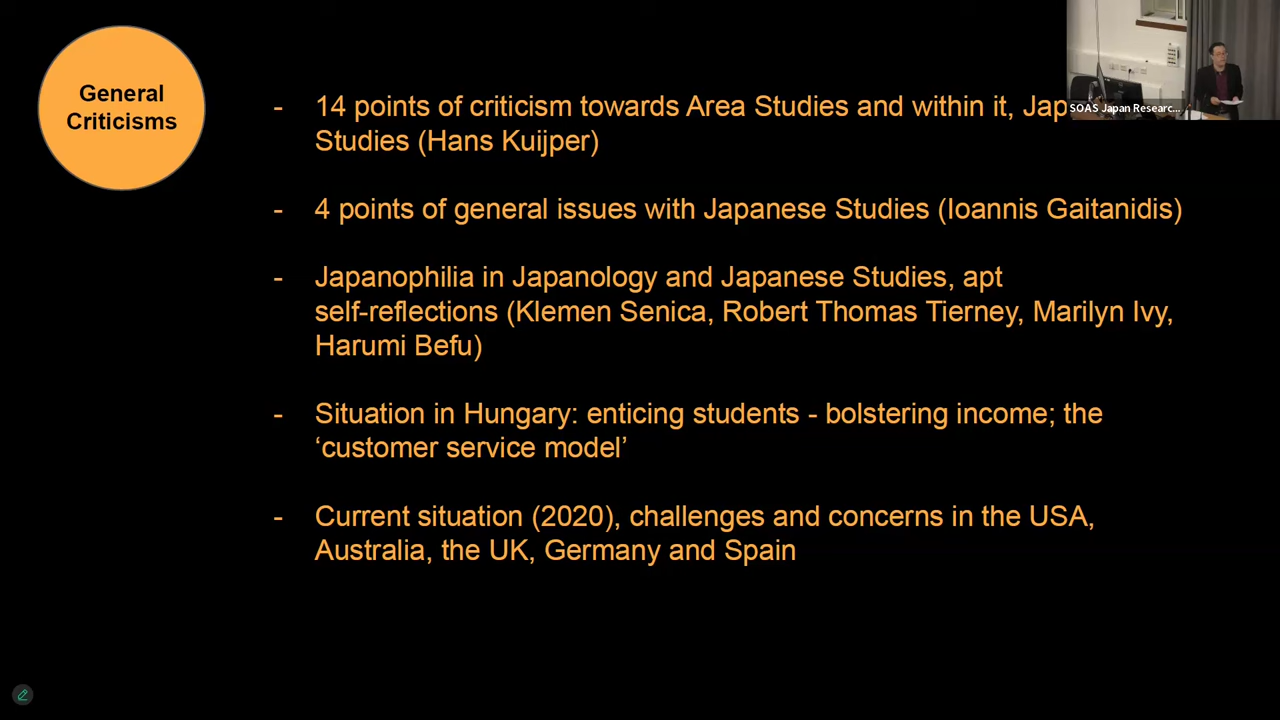 General
Criticisms
- 14 points of criticism towards Area Studies and within it, Jap
Studies (Hans Kuijper)
- 4 points of general issues with Japanese Studies (Ioannis Gaitanidis)
- Japanophilia in Japanology and Japanese Studies, apt
self-reflections (Klemen Senica, Robert Thomas Tierney, Marilyn Ivy,
Harumi Befu)
- Situation in Hungary: enticing students - bolstering income; the
‘customer service model’
- Current situation (2020), challenges and concerns in the USA,
Australia, the UK, Germany and Spain
SOAS Japan Researc...